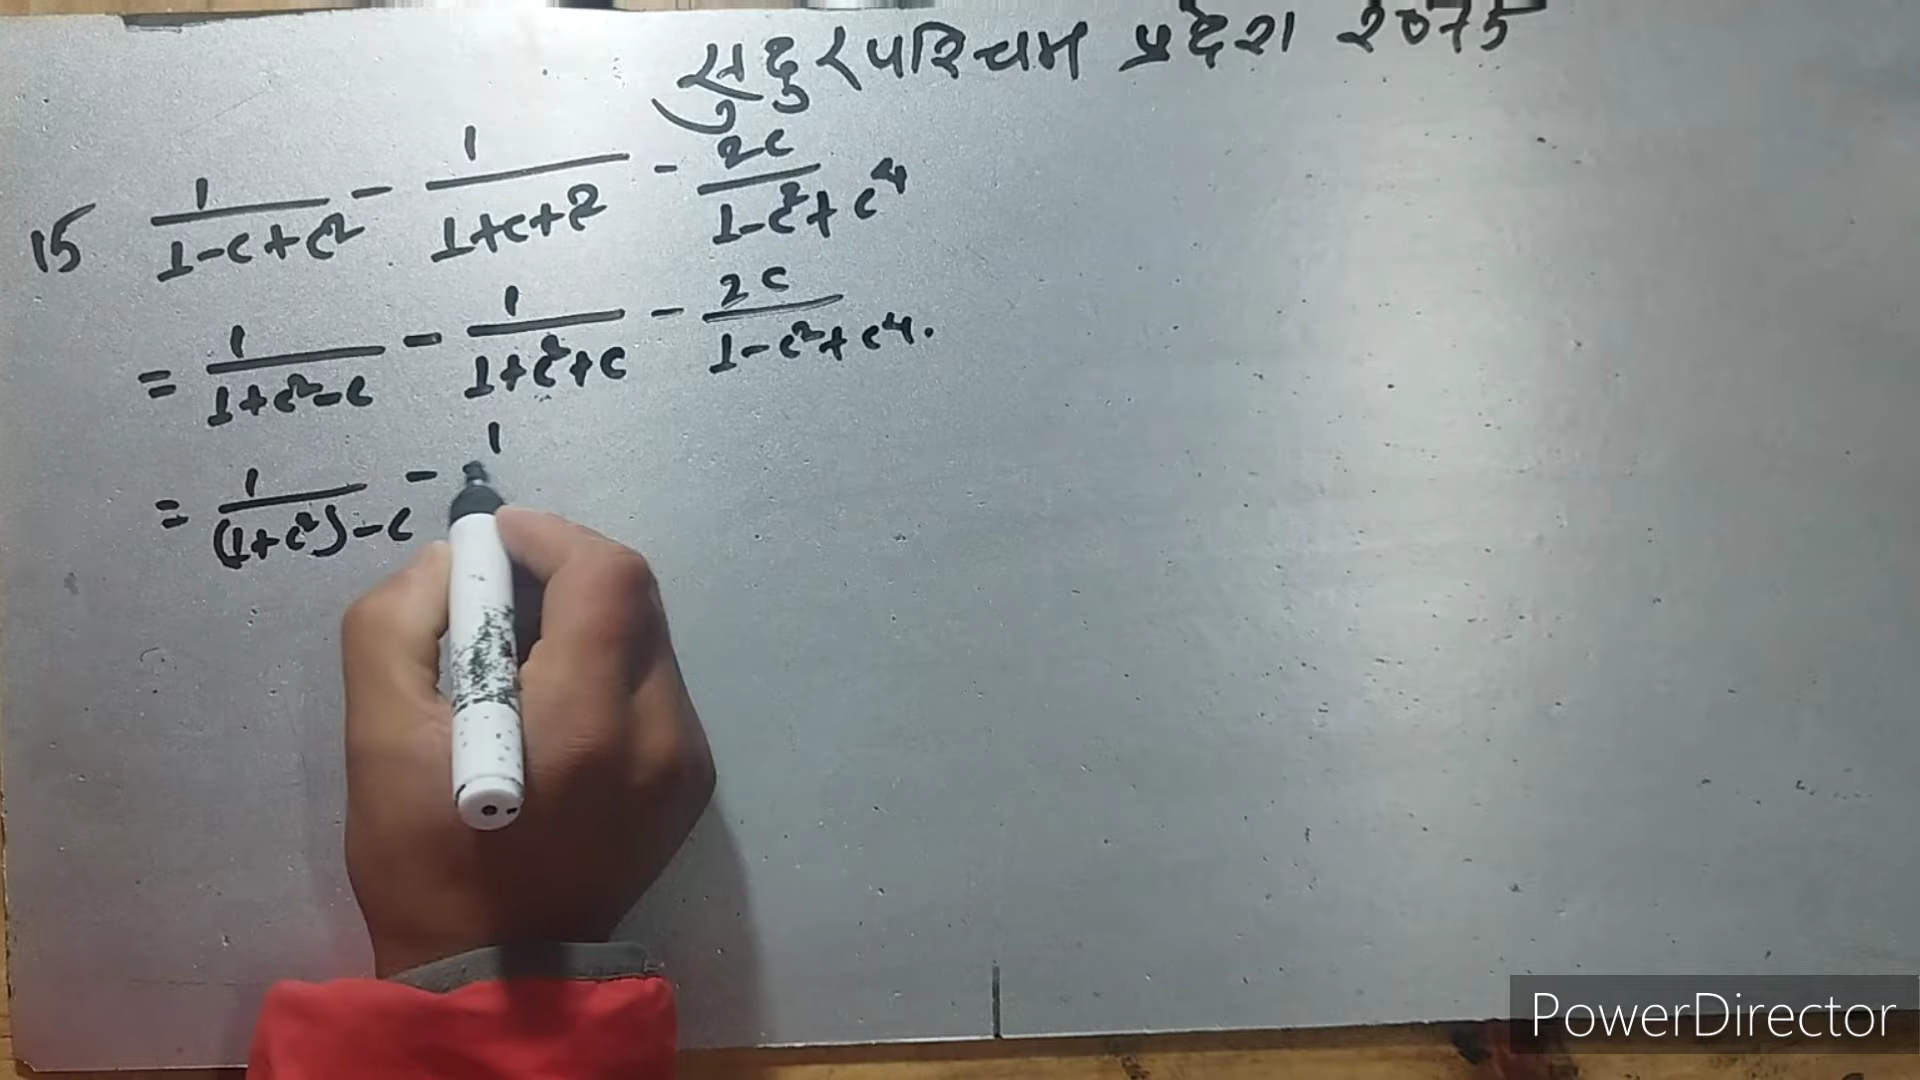 सुदुरपश्चिम प्रदेश २०75
15 1/(1-c+c²) - 1/(1+c+c²) - 2c/(1-c²+c⁴)
= 1/(1+c²-c) - 1/(1+c²+c) - 2c/(1-c²+c⁴).
= 1/((1+c²)-c) - 1
PowerDirector